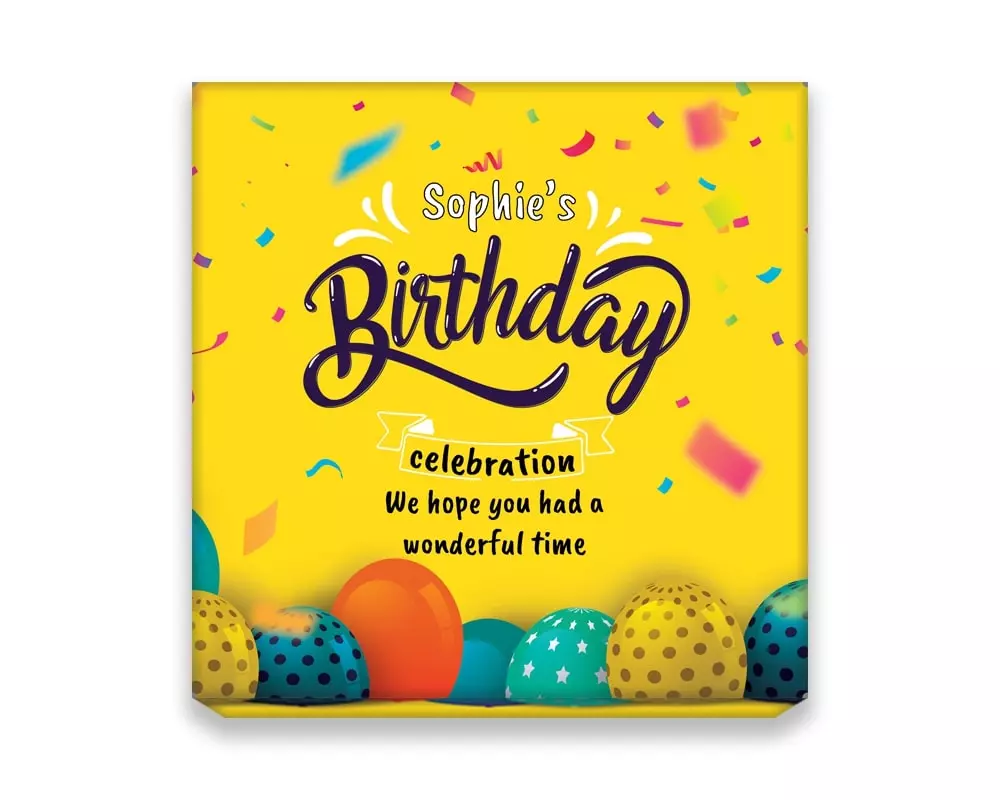 Sophie's
Birthday
celebration
We hope you had a
wonderful time